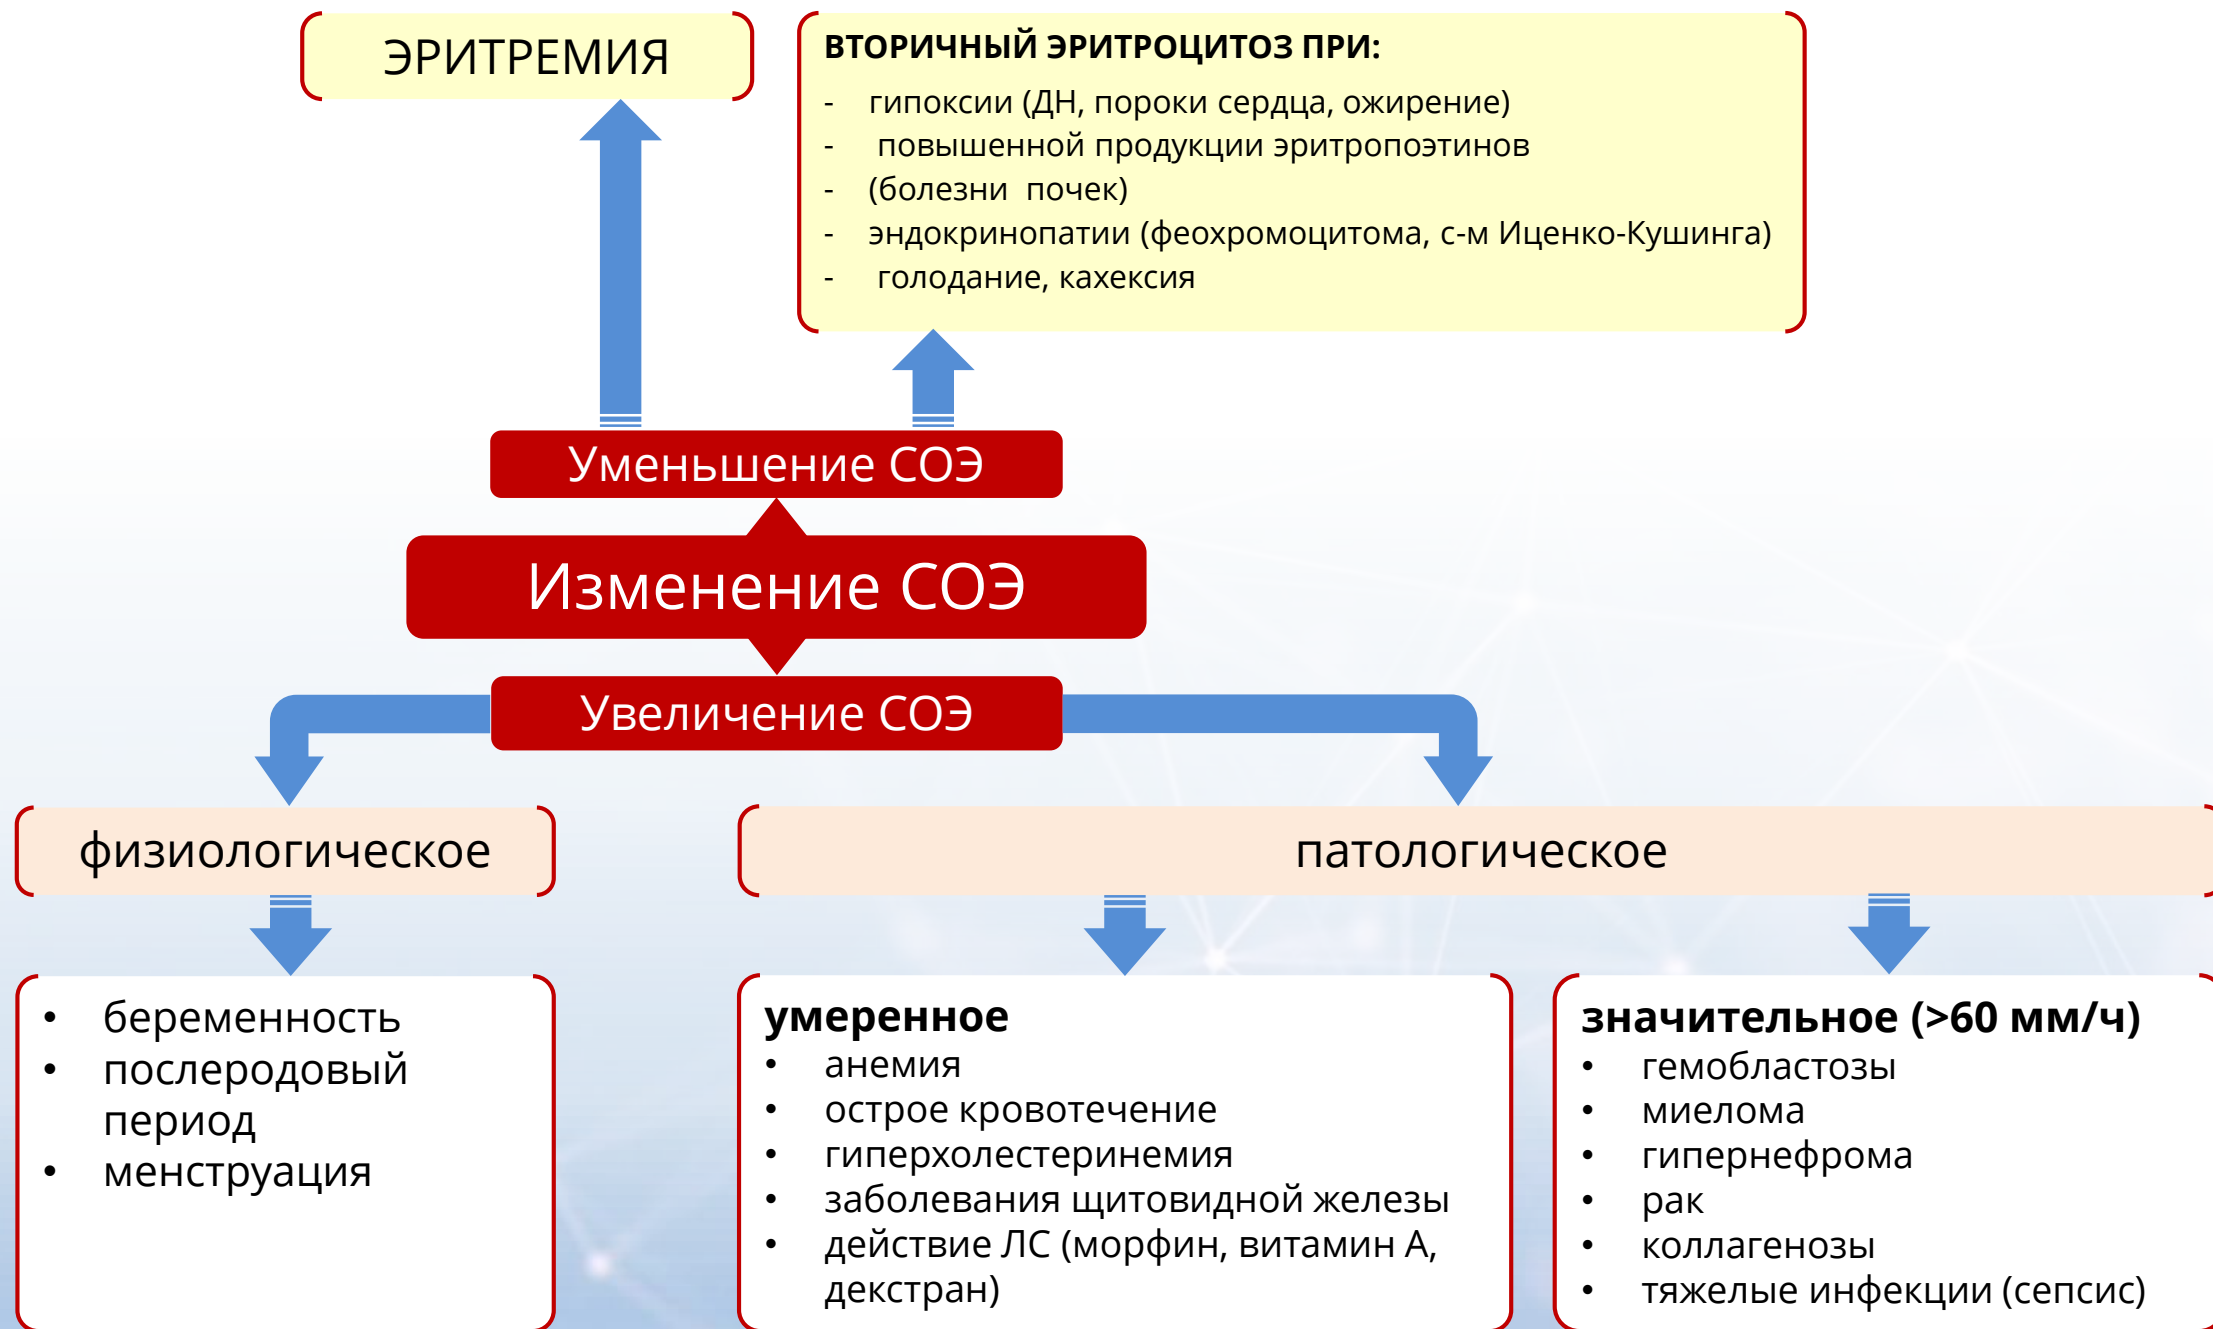 ЭРИТРЕМИЯ
ВТОРИЧНЫЙ ЭРИТРОЦИТОЗ ПРИ:
- гипоксии (ДН, пороки сердца, ожирение)
- повышенной продукции эритропоэтинов
- (болезни почек)
- эндокринопатии (феохромоцитома, с-м Иценко-Кушинга)
- голодание, кахексия
Уменьшение СОЭ
Изменение СОЭ
Увеличение СОЭ
физиологическое
патологическое
• беременность
• послеродовый
период
• менструация
умеренное
• анемия
• острое кровотечение
• гиперхолестеринемия
• заболевания щитовидной железы
• действие ЛС (морфин, витамин А,
декстран)
значительное (>60 мм/ч)
• гемобластозы
• миелома
• гипернефрома
• рак
• коллагенозы
• тяжелые инфекции (сепсис)